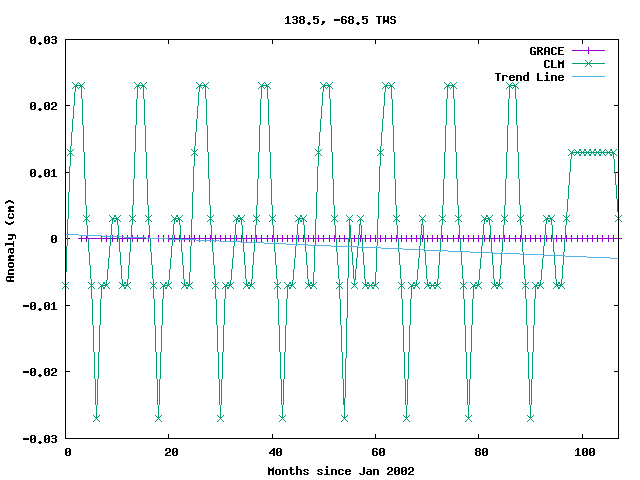 138.5, -68.5 TWS
GRACE
CLM
Trend Line
0.03
0.02
0.01
0
-0.01
-0.02
-0.03
Anomaly (cm)
0 20 40 60 80 100
Months since Jan 2002